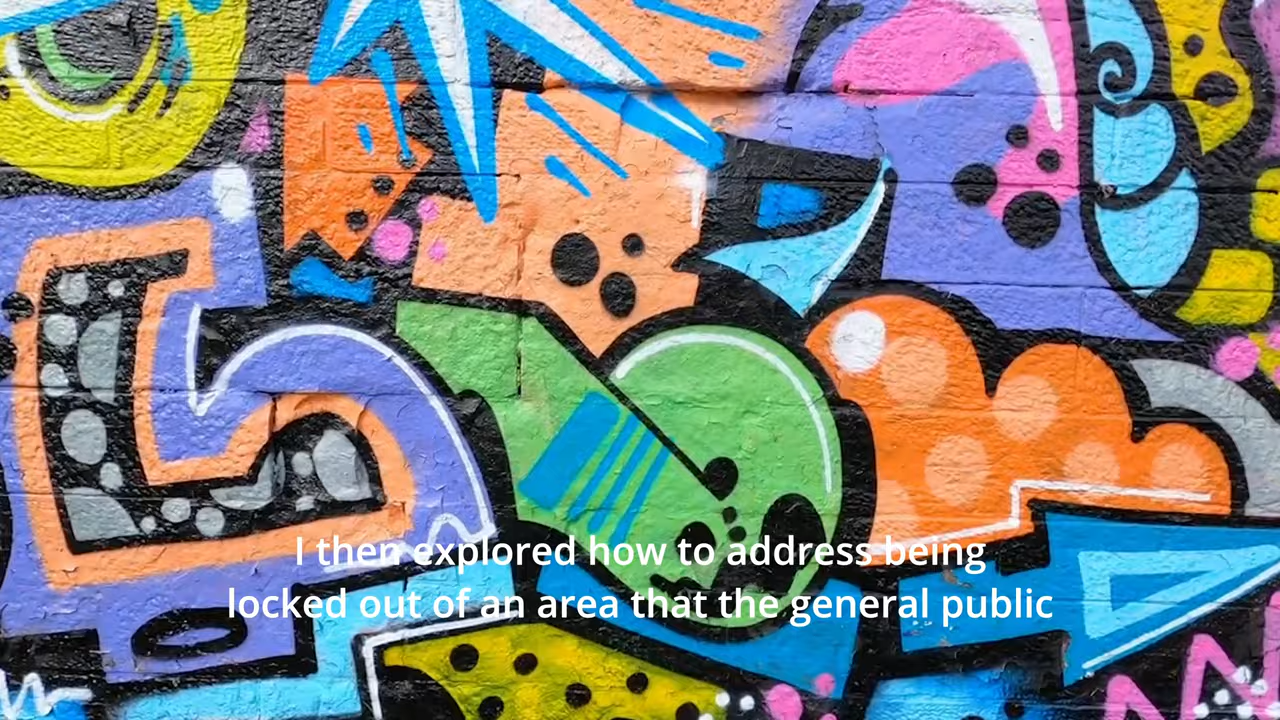 I then explored how to address being
locked out of an area that the general public